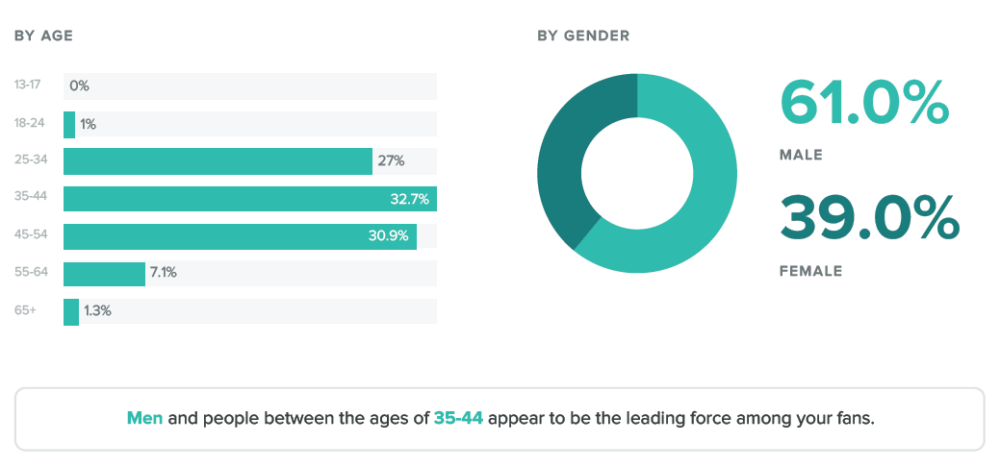 BY AGE
13-17 0%
18-24 1%
25-34 27%
35-44 32.7%
45-54 30.9%
55-64 7.1%
65+ 1.3%
BY GENDER
61.0%
MALE
39.0%
FEMALE
Men and people between the ages of 35-44 appear to be the leading force among your fans.